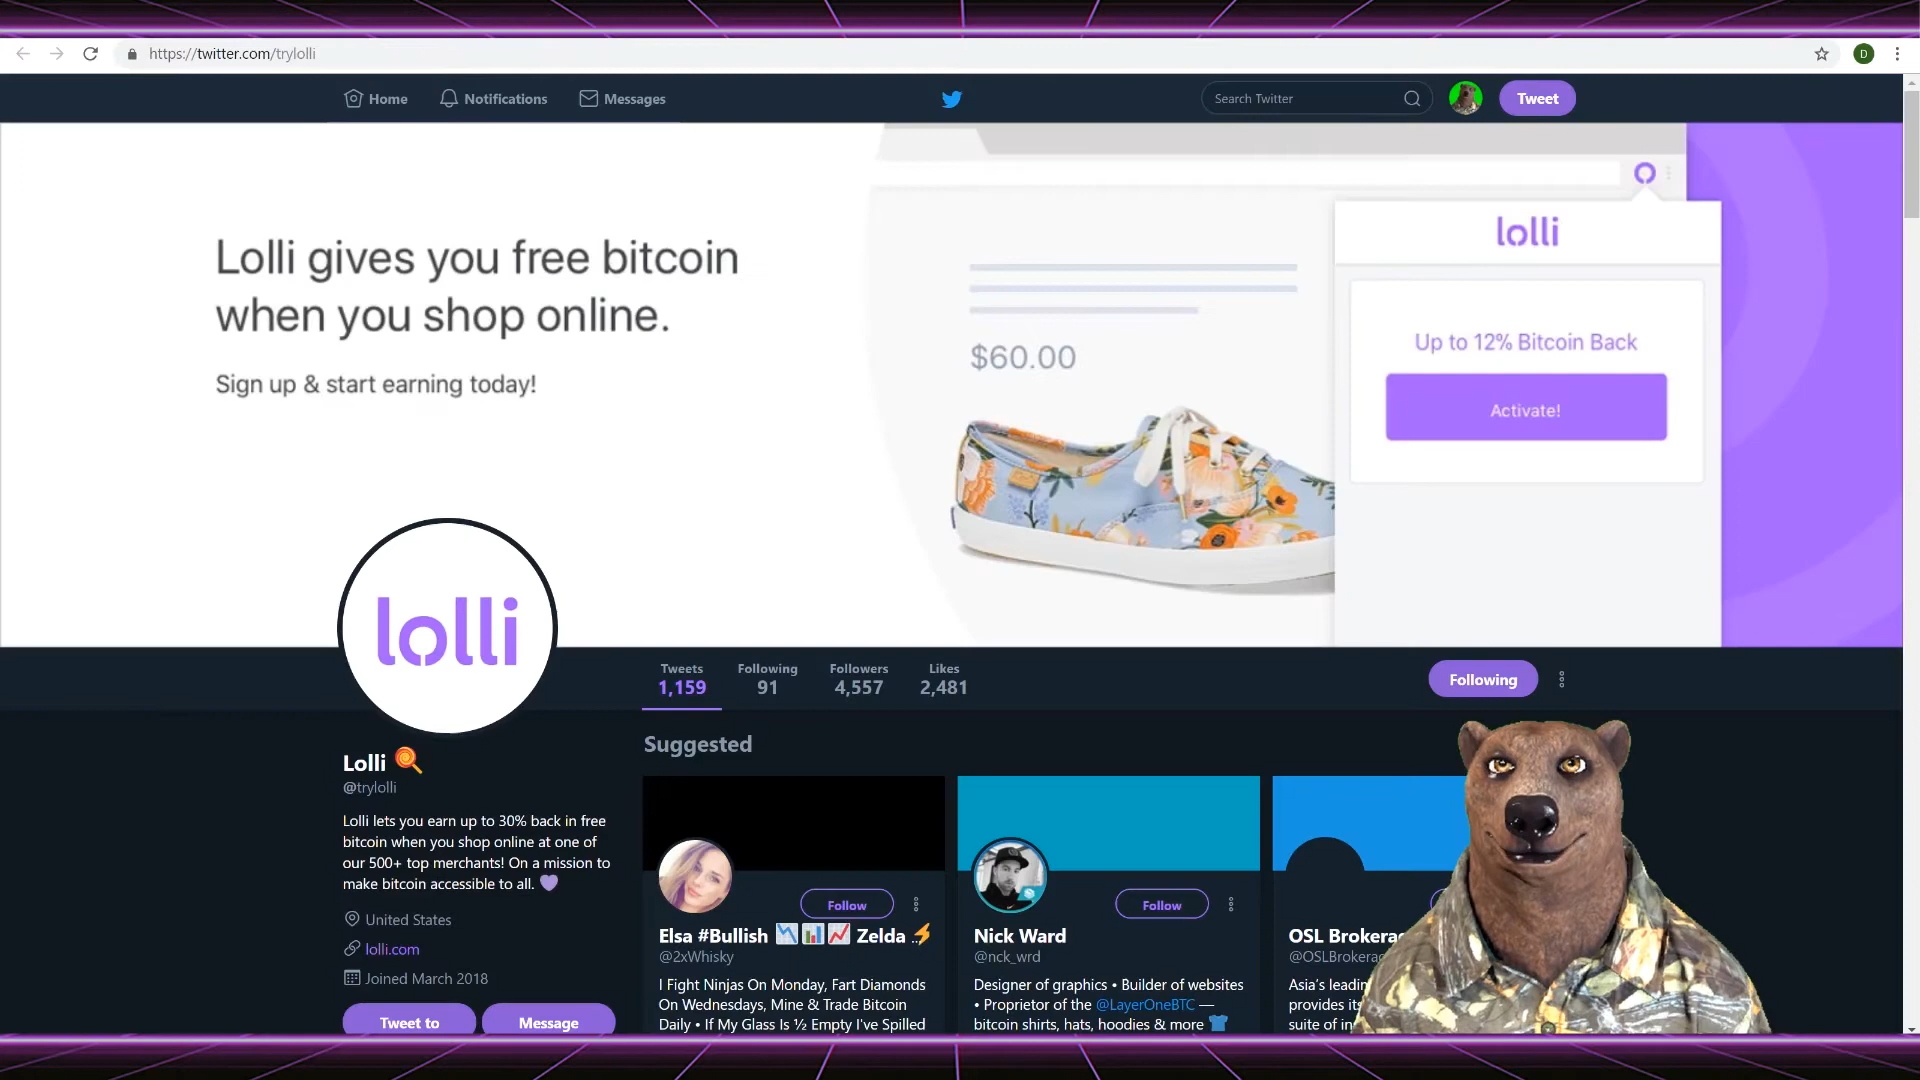 https://twitter.com/trylolli
D
Home
Notifications
Messages
Search Twitter
Tweet
Lolli gives you free bitcoin
when you shop online.
Sign up & start earning today!
$60.00
lolli
Up to 12% Bitcoin Back
Activate!
lolli
Tweets
1,159
Following
91
Followers
4,557
Likes
2,481
Following
Lolli
@trylolli
Lolli lets you earn up to 30% back in free
bitcoin when you shop online at one of
our 500+ top merchants! On a mission to
make bitcoin accessible to all. 💜
United States
lolli.com
Joined March 2018
Tweet to
Message
Suggested
Follow
Elsa #Bullish 📉📊📈 Zelda ..⚡
@2xWhisky
I Fight Ninjas On Monday, Fart Diamonds
On Wednesdays, Mine & Trade Bitcoin
Daily • If My Glass Is ½ Empty I've Spilled
Follow
Nick Ward
@nck_wrd
Designer of graphics • Builder of websites
• Proprietor of the @LayerOneBTC —
bitcoin shirts, hats, hoodies & more 👕
OSL
Asia's
provides
suite of